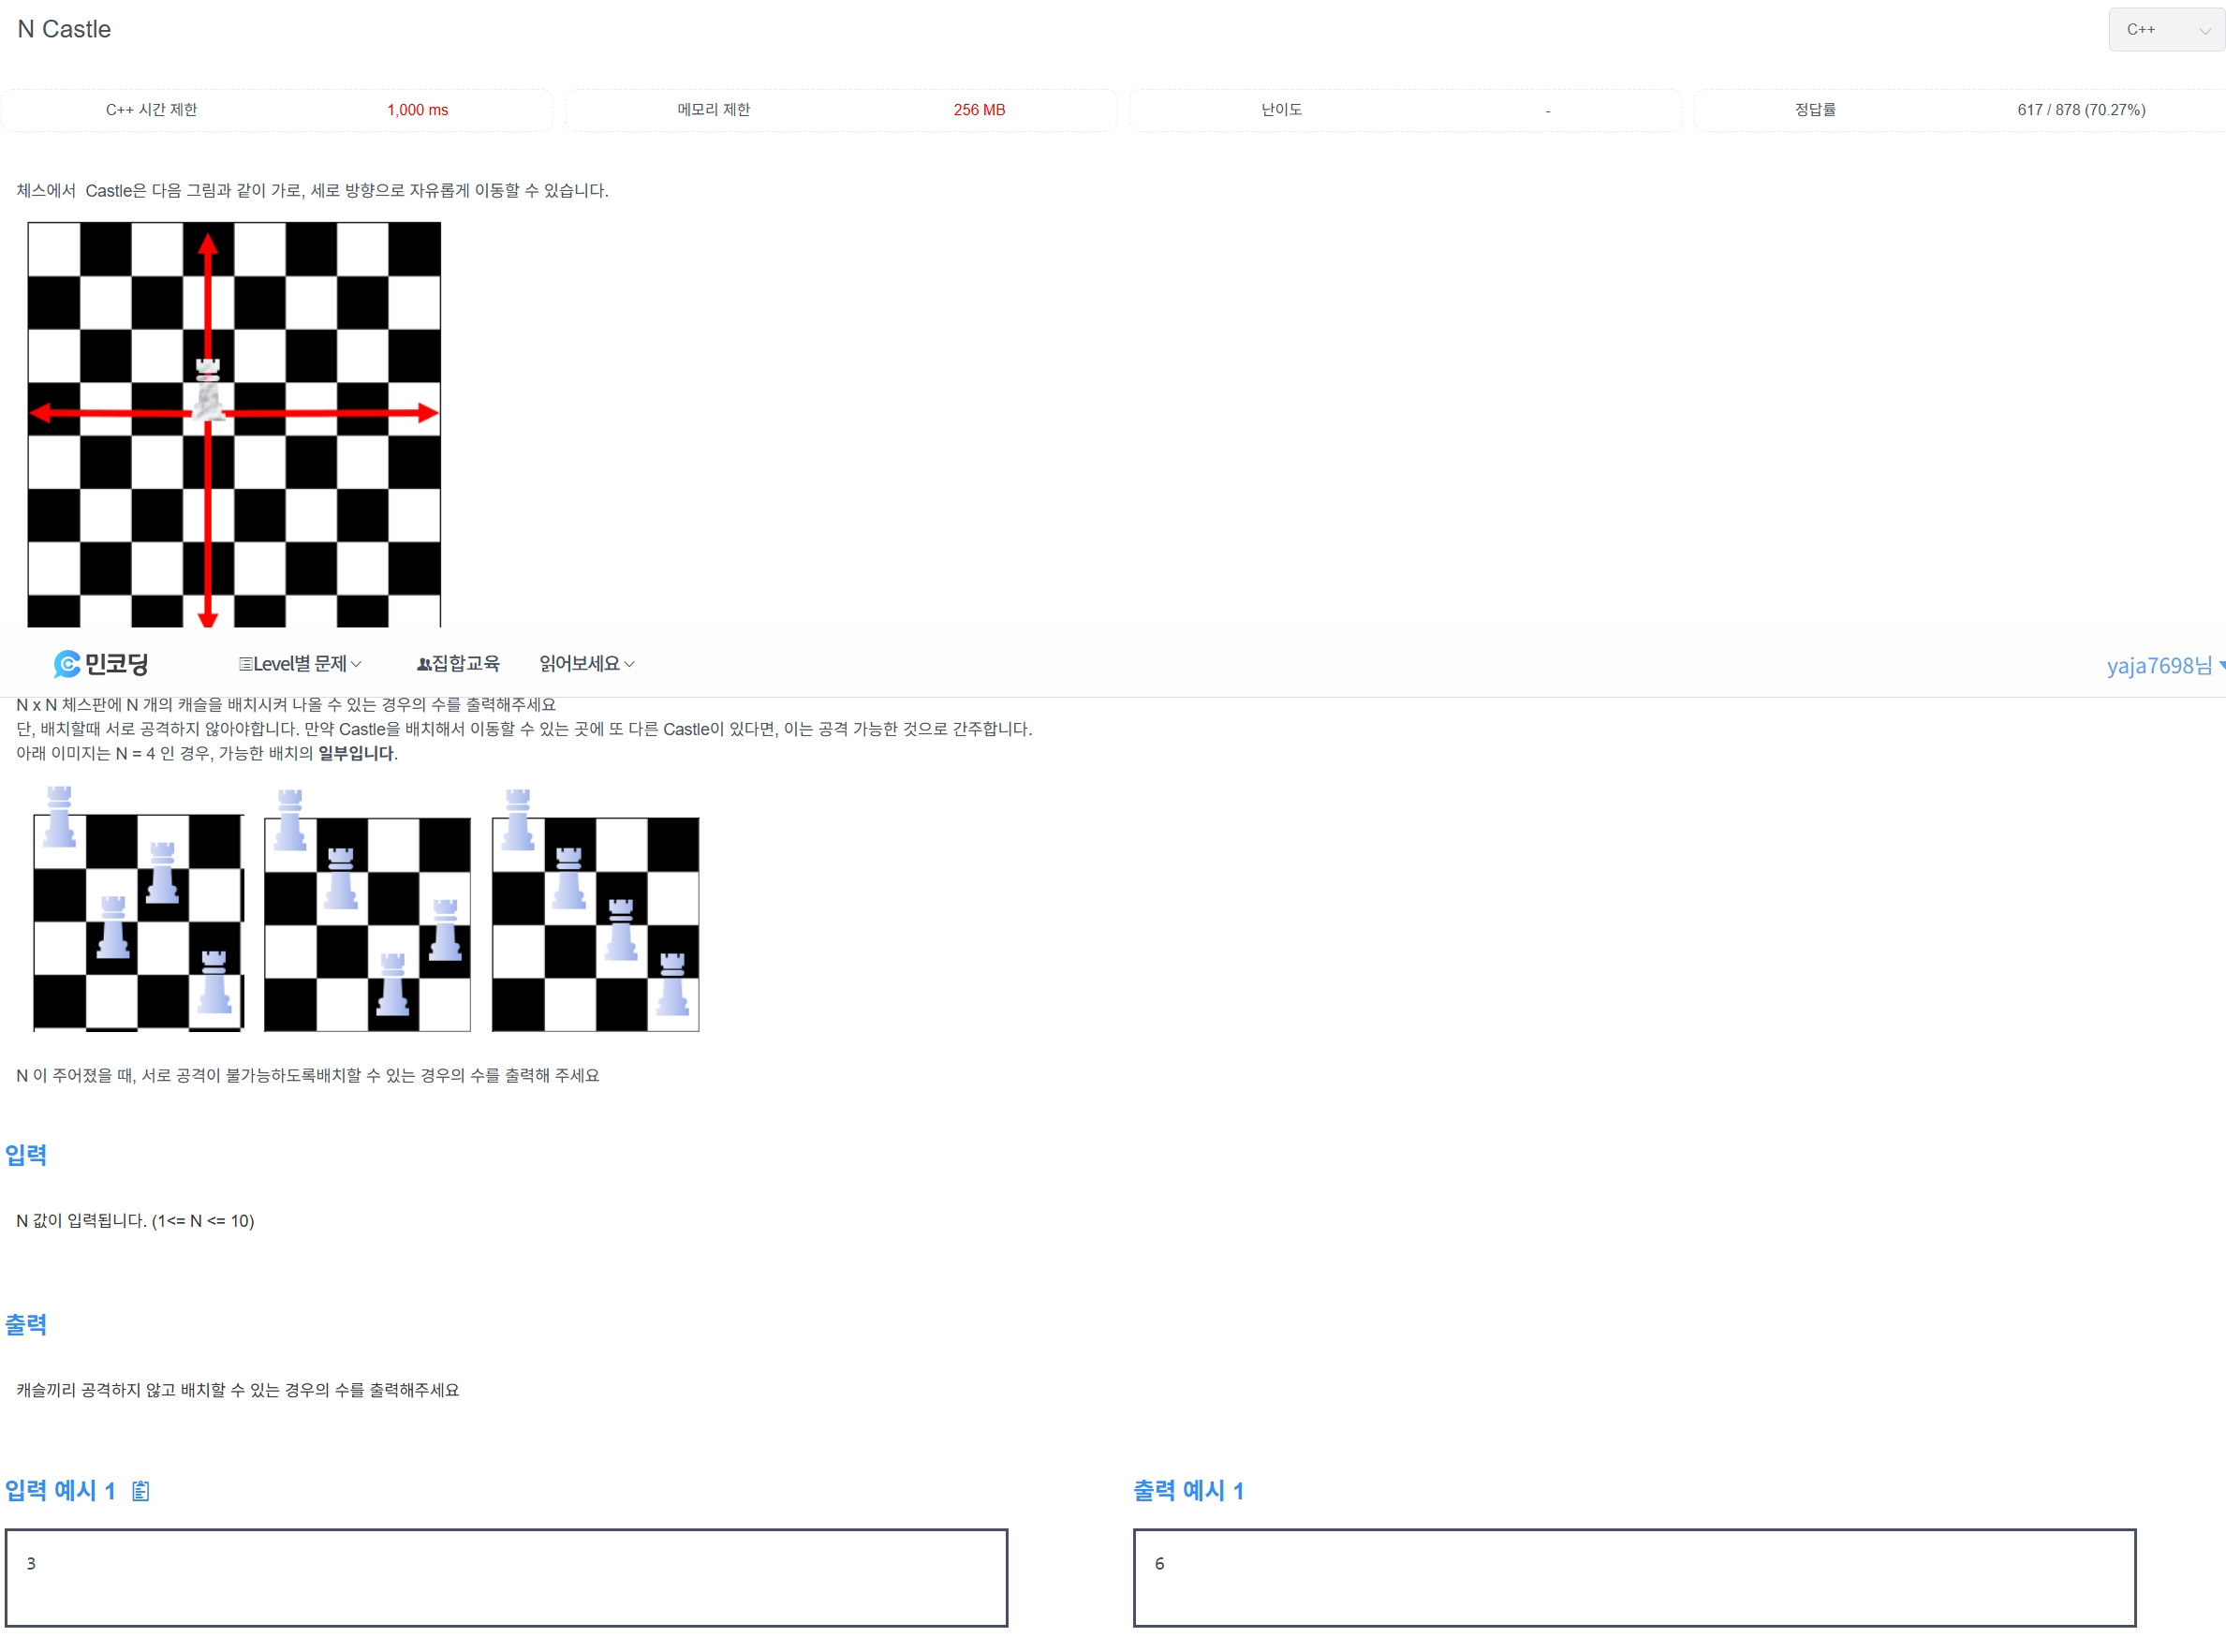 N Castle
C++
C++ 시간 제한 1,000 ms 메모리 제한 256 MB 난이도 - 정답률 617 / 878 (70.27%)
체스에서 Castle은 다음 그림과 같이 가로, 세로 방향으로 자유롭게 이동할 수 있습니다.
민코딩 Level별 문제 집합교육 읽어보세요 yaja7698님
N x N 체스판에 N 개의 캐슬을 배치시켜 나올 수 있는 경우의 수를 출력해주세요
단, 배치할때 서로 공격하지 않아야합니다. 만약 Castle을 배치해서 이동할 수 있는 곳에 또 다른 Castle이 있다면, 이는 공격 가능한 것으로 간주합니다.
아래 이미지는 N = 4 인 경우, 가능한 배치의 일부입니다.
N 이 주어졌을 때, 서로 공격이 불가능하도록배치할 수 있는 경우의 수를 출력해 주세요
입력
N 값이 입력됩니다. (1<= N <= 10)
출력
캐슬끼리 공격하지 않고 배치할 수 있는 경우의 수를 출력해주세요
입력 예시 1
3
출력 예시 1
6